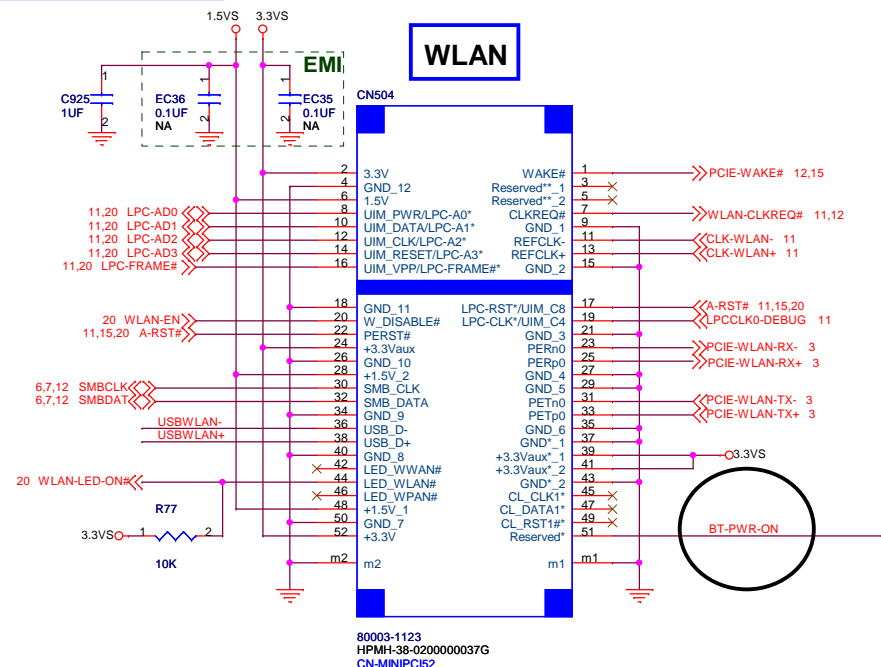 1.5VS 3.3VS
WLAN
EMI
C925
1UF
1
2
EC36
0.1UF
NA
1
2
EC35
0.1UF
NA
1
2
CN504
2 3.3V WAKE# 1 PCIE-WAKE# 12,15
4 GND_12 Reserved**_1 3
6 1.5V Reserved**_2 5
11,20 LPC-AD0 8 UIM_PWR/LPC-A0* CLKREQ# 7 WLAN-CLKREQ# 11,12
11,20 LPC-AD1 10 UIM_DATA/LPC-A1* GND_1 9
11,20 LPC-AD2 12 UIM_CLK/LPC-A2* REFCLK- 11 CLK-WLAN- 11
11,20 LPC-AD3 14 UIM_RESET/LPC-A3* REFCLK+ 13 CLK-WLAN+ 11
11,20 LPC-FRAME# 16 UIM_VPP/LPC-FRAME#* GND_2 15
18 GND_11 LPC-RST*/UIM_C8 17 A-RST# 11,15,20
20 WLAN-EN 20 W_DISABLE# LPC-CLK*/UIM_C4 19 LPCCLK0-DEBUG 11
11,15,20 A-RST# 22 PERST# GND_3 21
24 +3.3Vaux PERn0 23 PCIE-WLAN-RX- 3
26 GND_10 PERp0 25 PCIE-WLAN-RX+ 3
28 +1.5V_2 GND_4 27
6,7,12 SMBCLK 30 SMB_CLK GND_5 29
6,7,12 SMBDAT 32 SMB_DATA PETn0 31 PCIE-WLAN-TX- 3
34 GND_9 PETp0 33 PCIE-WLAN-TX+ 3
USBWLAN- 36 USB_D- GND_6 35
USBWLAN+ 38 USB_D+ GND*_1 37
40 GND_8 +3.3Vaux*_1 39 3.3VS
42 LED_WWAN# +3.3Vaux*_2 41
20 WLAN-LED-ON# 44 LED_WLAN# GND*_2 43
46 LED_WPAN# CL_CLK1* 45
48 +1.5V_1 CL_DATA1* 47
50 GND_7 CL_RST1#* 49
52 +3.3V Reserved* 51 BT-PWR-ON
m2 m2 m1 m1
R77
3.3VS 1 2
10K
80003-1123
HPMH-38-0200000037G
CN-MINIPCI52